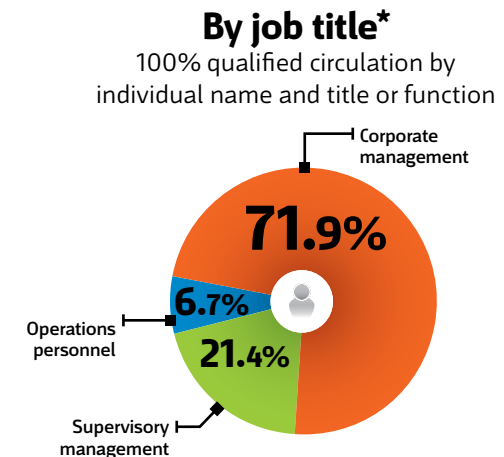 By job title*
100% qualified circulation by
individual name and title or function
Corporate
management
71.9%
6.7%
Operations
personnel
21.4%
Supervisory
management